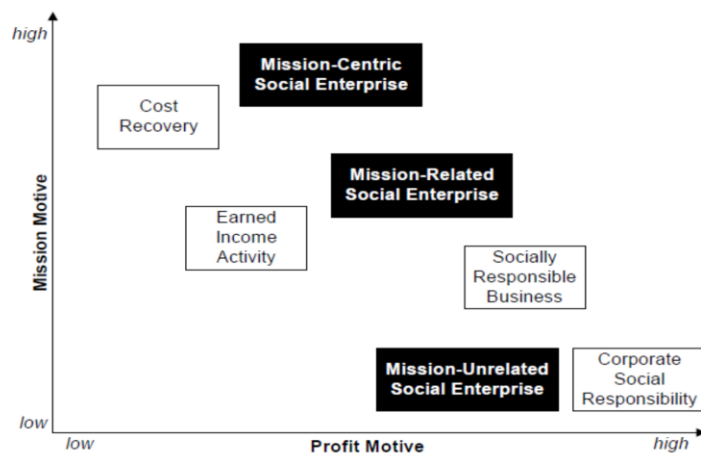 high
Mission-Centric
Social Enterprise
Cost
Recovery
Mission-Related
Social Enterprise
Earned
Income
Activity
Socially
Responsible
Business
Mission Motive
Mission-Unrelated
Social Enterprise
Corporate
Social
Responsibility
low
low
Profit Motive
high